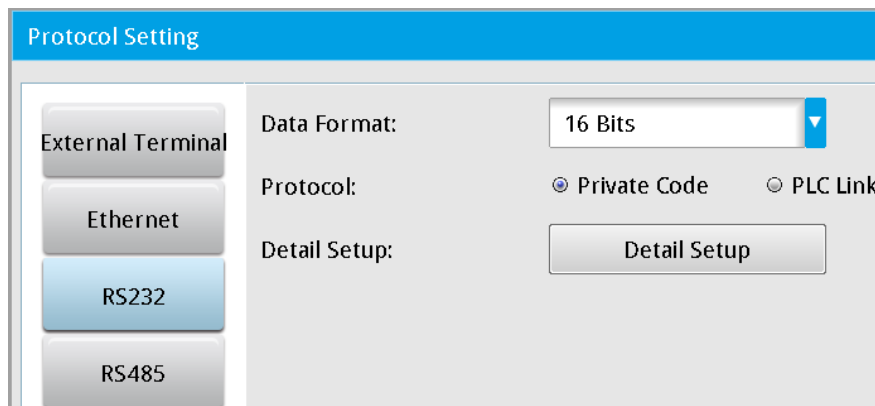 Protocol Setting
External Terminal
Ethernet
RS232
RS485
Data Format:
16 Bits
Protocol:
Private Code
PLC Link
Detail Setup:
Detail Setup